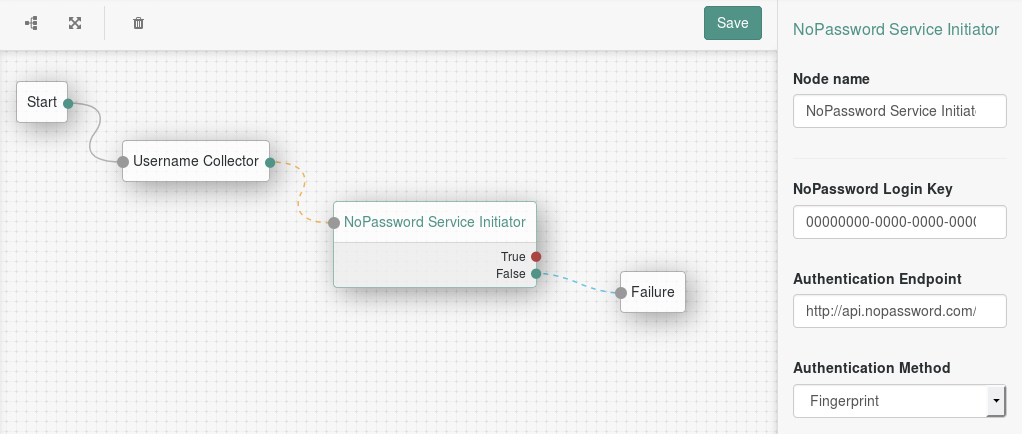 Save
Start
Username Collector
NoPassword Service Initiator
True
False
Failure
NoPassword Service Initiator
Node name
NoPassword Service Initiat
NoPassword Login Key
00000000-0000-0000-000
Authentication Endpoint
http://api.nopassword.com/
Authentication Method
Fingerprint